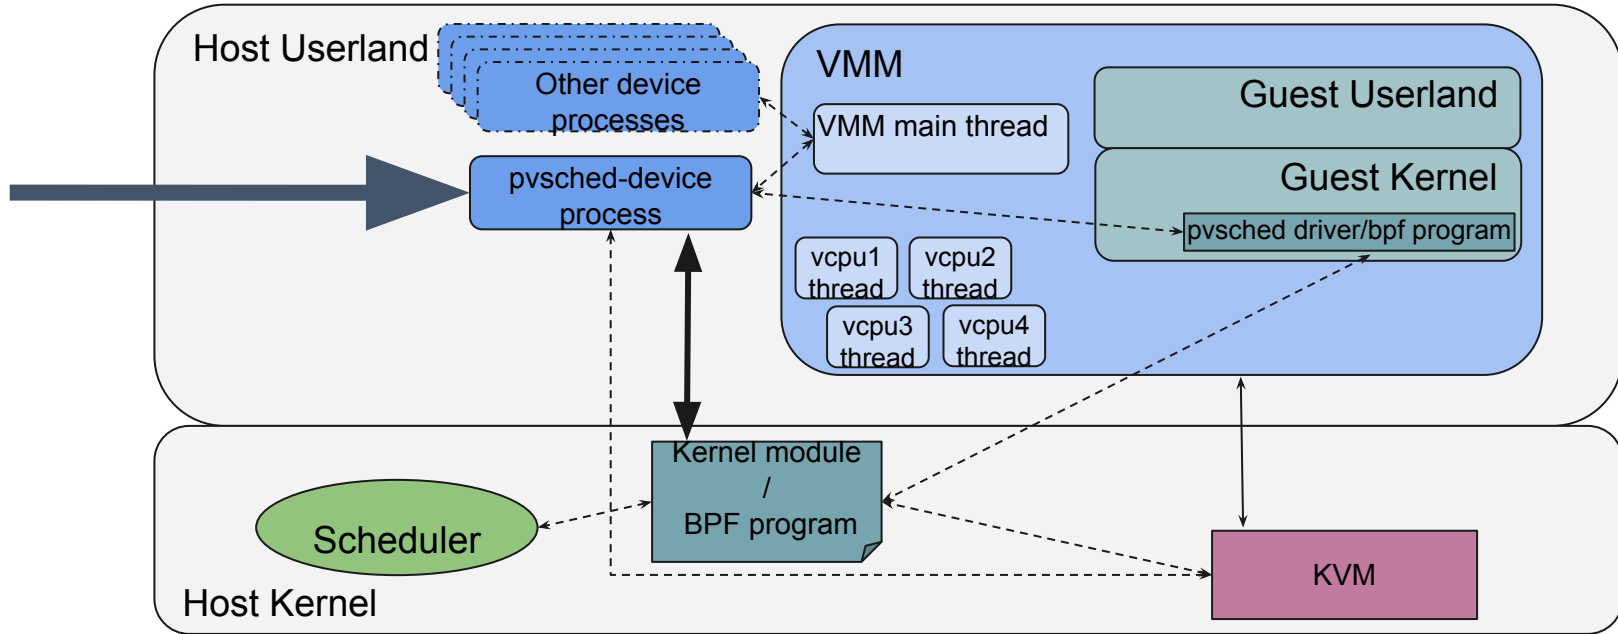 Host Userland
Other device
processes
pvsched-device
process
VMM
VMM main thread
Guest Userland
Guest Kernel
pvsched driver/bpf program
vcpu1
thread
vcpu2
thread
vcpu3
thread
vcpu4
thread
Kernel module
/
BPF program
Scheduler
KVM
Host Kernel